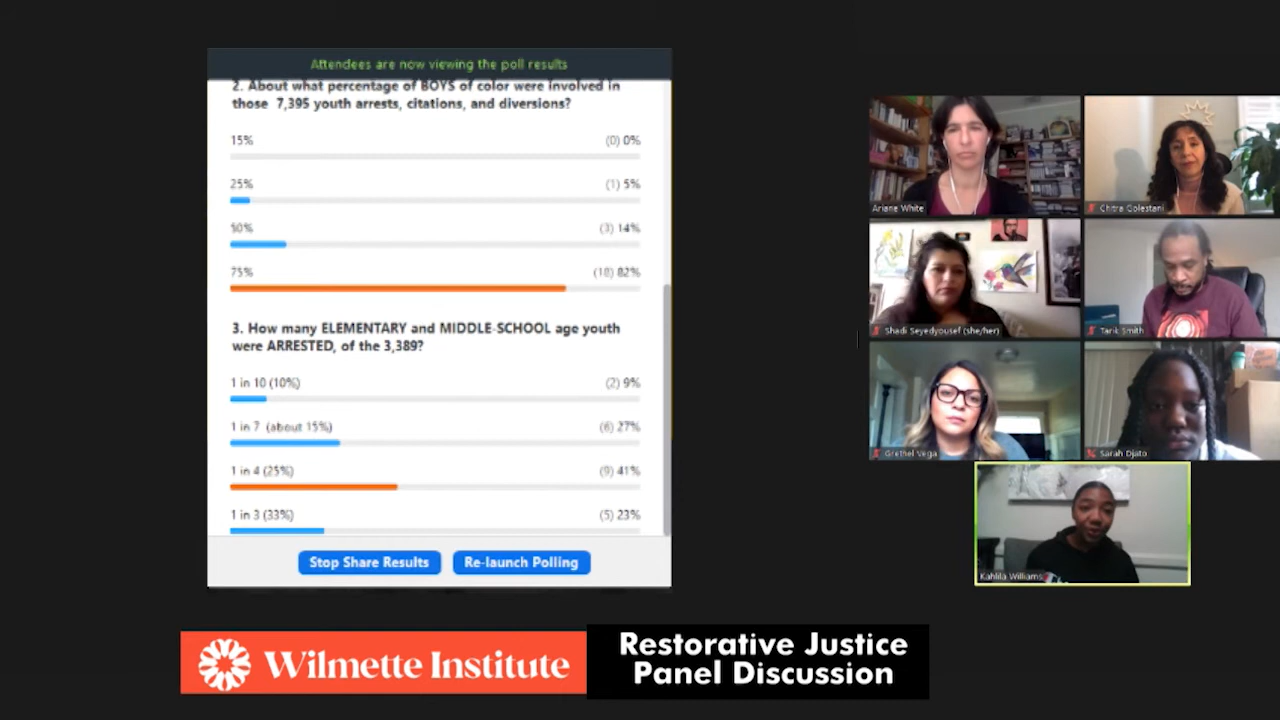 Attendees are now viewing the poll results
2. About what percentage of BOYS of color were involved in
those 7,395 youth arrests, citations, and diversions?
15% (0) 0%
25% (1) 5%
50% (3) 14%
75% (18) 82%
3. How many ELEMENTARY and MIDDLE-SCHOOL age youth
were ARRESTED, of the 3,389?
1 in 10 (10%) (2) 9%
1 in 7 (about 15%) (6) 27%
1 in 4 (25%) (9) 41%
1 in 3 (33%) (5) 23%
Stop Share Results Re-launch Polling
Ariane White
Chitra Golestani
Shadi Seyedyousef (she/her)
Tarik Smith
Grethel Vega
Sarah Djato
Kahlila Williams
Wilmette Institute
Restorative Justice
Panel Discussion